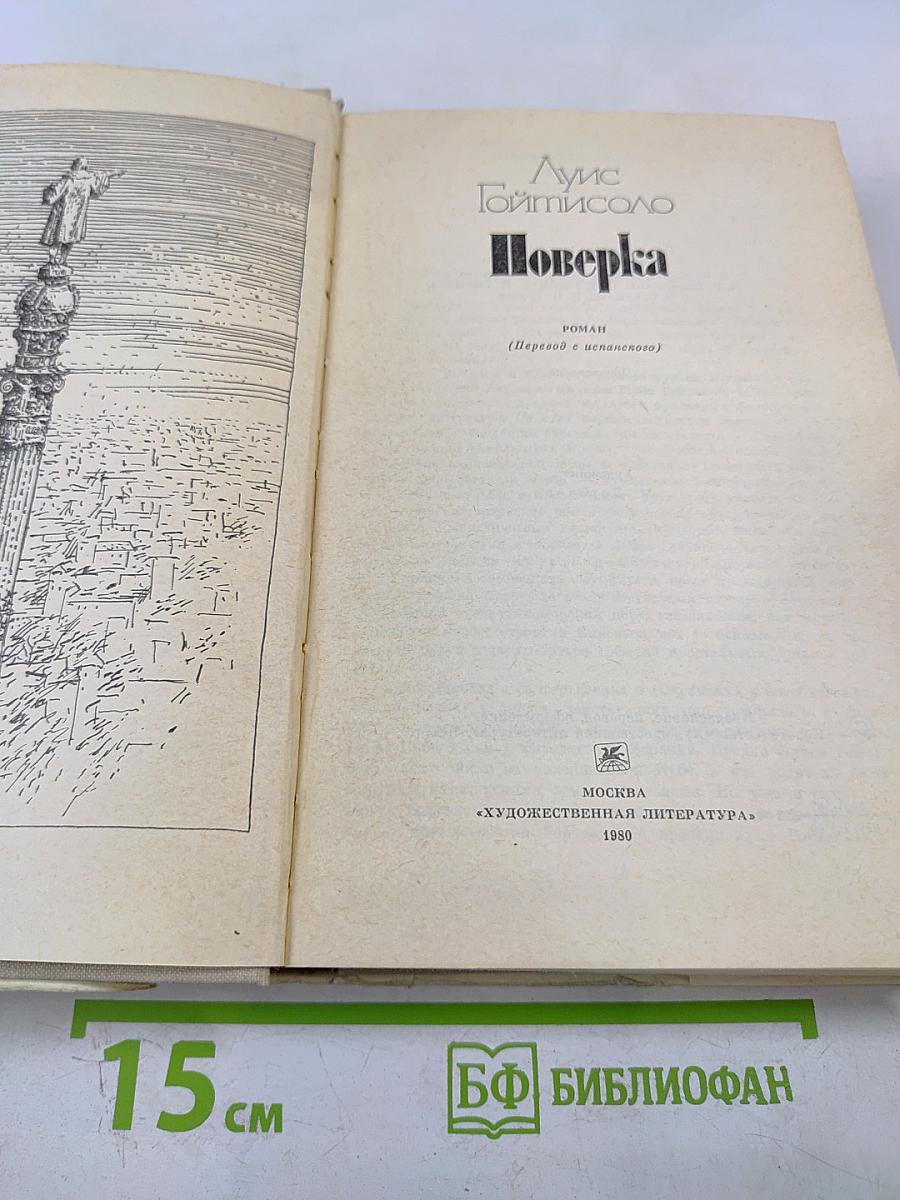 Луис
Гойтисоло
Поверка
РОМАН
(Перевод с испанского)
МОСКВА
«ХУДОЖЕСТВЕННАЯ ЛИТЕРАТУРА»
1980
15 см
БФ БИБЛИОФАН